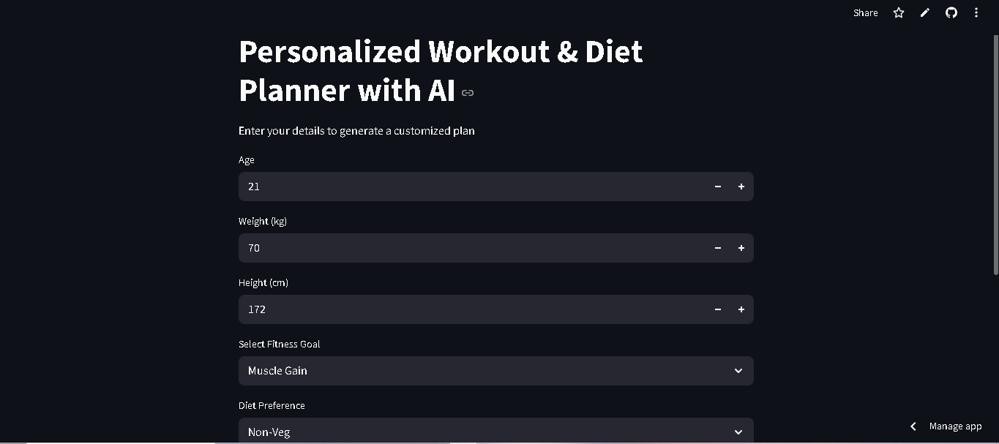 Share
Personalized Workout & Diet
Planner with AI
Enter your details to generate a customized plan
Age
21
Weight (kg)
70
Height (cm)
172
Select Fitness Goal
Muscle Gain
Diet Preference
Non-Veg
Manage app